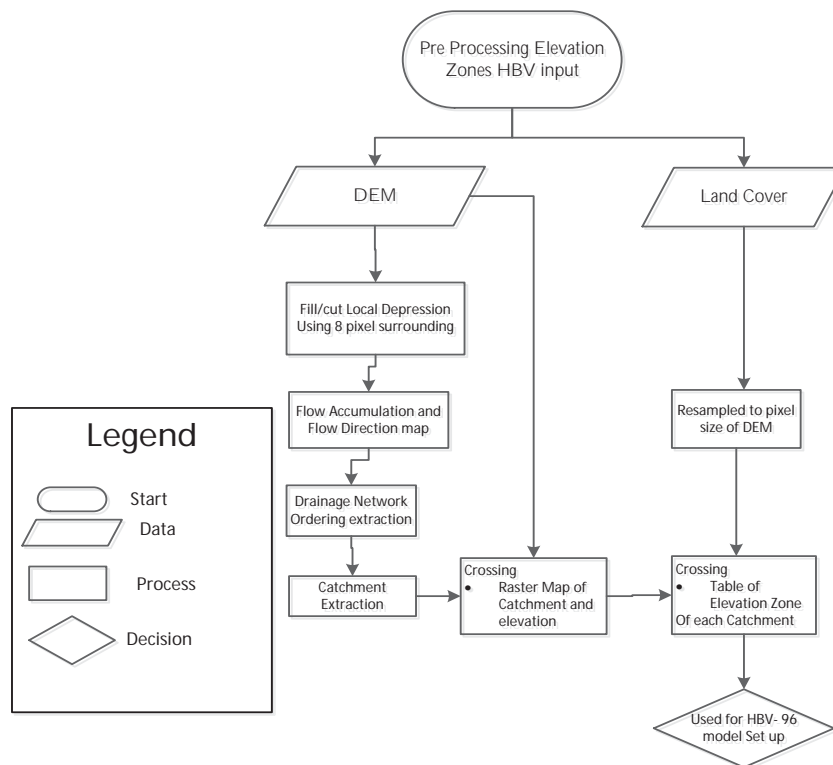 Pre Processing Elevation
Zones HBV input
DEM
Land Cover
Fill/cut Local Depression
Using 8 pixel surrounding
Flow Accumulation and
Flow Direction map
Resampled to pixel
size of DEM
Drainage Network
Ordering extraction
Catchment
Extraction
Crossing
• Raster Map of
Catchment and
elevation
Crossing
• Table of
Elevation Zone
Of each Catchment
Used for HBV- 96
model Set up
Legend
Start
Data
Process
Decision